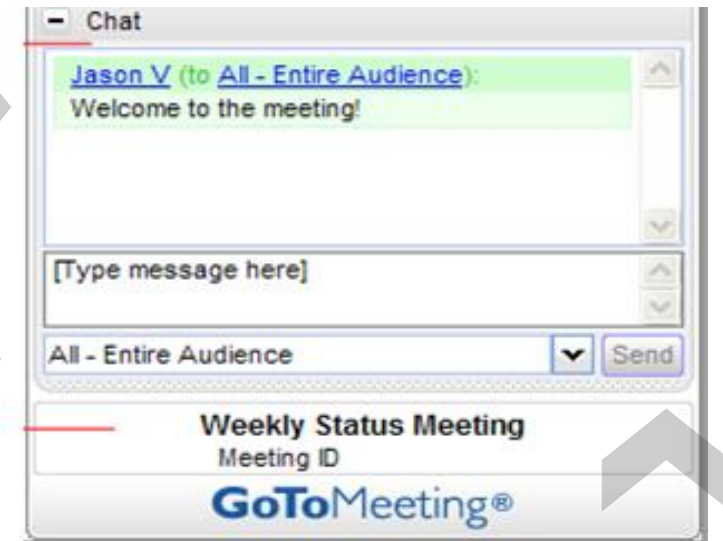 Chat
Jason V (to All - Entire Audience):
Welcome to the meeting!
[Type message here]
All - Entire Audience
Send
Weekly Status Meeting
Meeting ID
GoToMeeting®